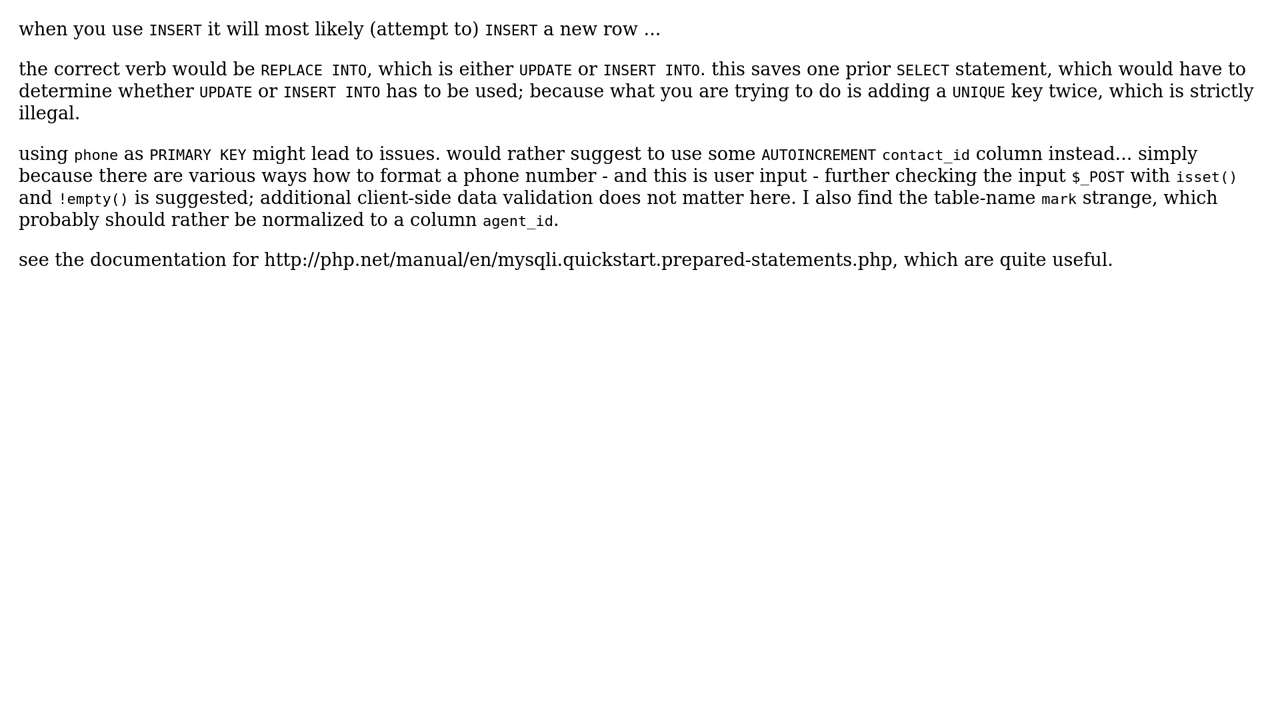 when you use INSERT it will most likely (attempt to) INSERT a new row ...
the correct verb would be REPLACE INTO, which is either UPDATE or INSERT INTO. this saves one prior SELECT statement, which would have to
determine whether UPDATE or INSERT INTO has to be used; because what you are trying to do is adding a UNIQUE key twice, which is strictly
illegal.
using phone as PRIMARY KEY might lead to issues. would rather suggest to use some AUTOINCREMENT contact_id column instead... simply
because there are various ways how to format a phone number - and this is user input - further checking the input $_POST with isset()
and !empty() is suggested; additional client-side data validation does not matter here. I also find the table-name mark strange, which
probably should rather be normalized to a column agent_id.
see the documentation for http://php.net/manual/en/mysqli.quickstart.prepared-statements.php, which are quite useful.